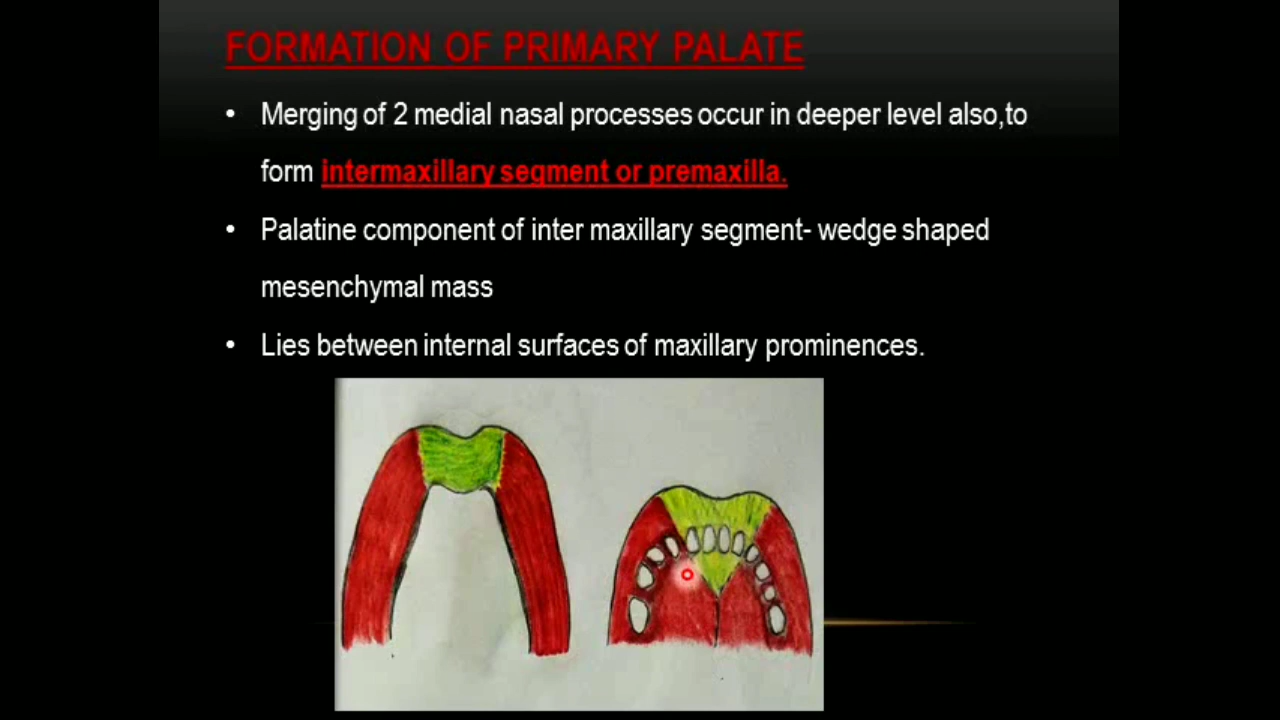 FORMATION OF PRIMARY PALATE
• Merging of 2 medial nasal processes occur in deeper level also,to
form intermaxillary segment or premaxilla.
• Palatine component of inter maxillary segment- wedge shaped
mesenchymal mass
• Lies between internal surfaces of maxillary prominences.